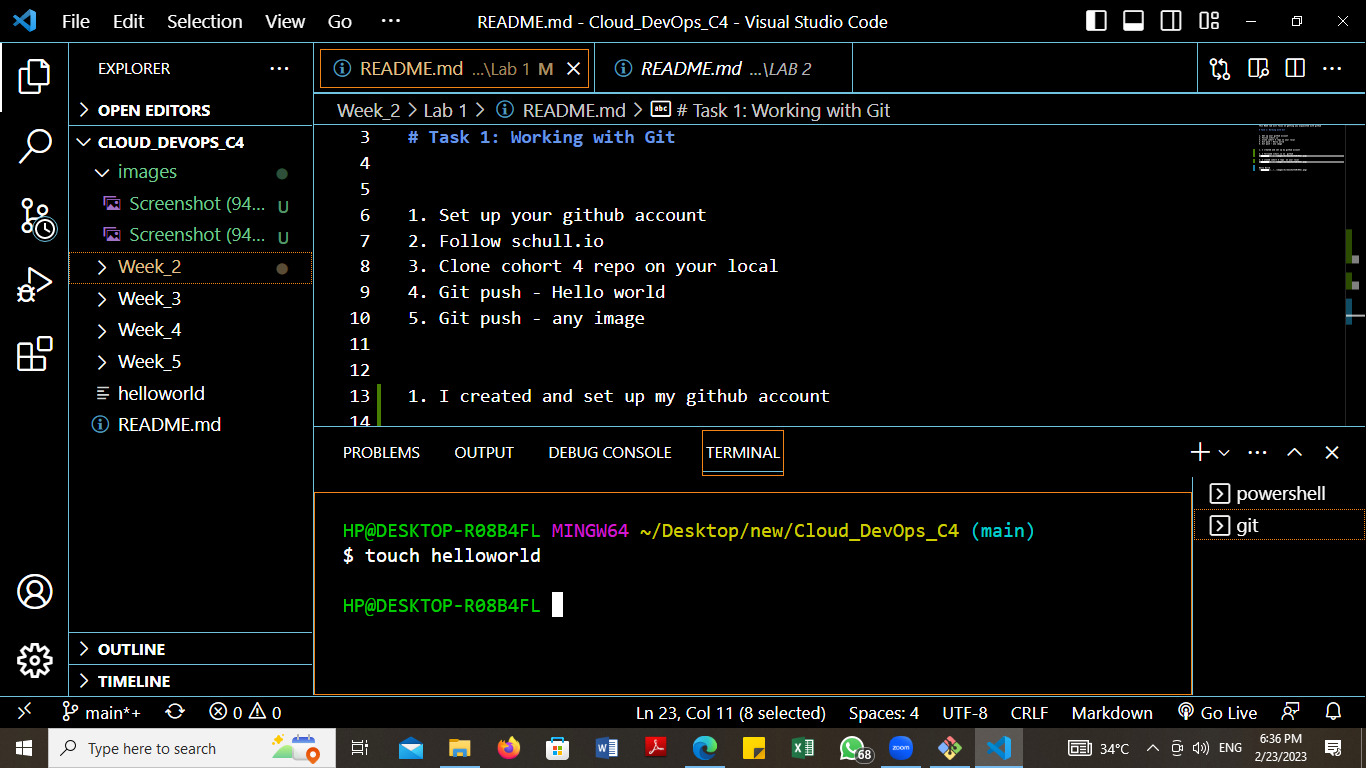 File Edit Selection View Go ··· README.md - Cloud_DevOps_C4 - Visual Studio Code
EXPLORER ···
OPEN EDITORS
CLOUD_DEVOPS_C4
images
Screenshot (94... U
Screenshot (94... U
Week_2
Week_3
Week_4
Week_5
helloworld
README.md
OUTLINE
TIMELINE
README.md ...\Lab 1 M
README.md ...\LAB 2
Week_2 > Lab 1 > README.md > # Task 1: Working with Git
3 # Task 1: Working with Git
4
5
6 1. Set up your github account
7 2. Follow schull.io
8 3. Clone cohort 4 repo on your local
9 4. Git push - Hello world
10 5. Git push - any image
11
12
13 1. I created and set up my github account
14
PROBLEMS OUTPUT DEBUG CONSOLE TERMINAL
powershell
git
HP@DESKTOP-R08B4FL MINGW64 ~/Desktop/new/Cloud_DevOps_C4 (main)
$ touch helloworld
HP@DESKTOP-R08B4FL
main*+ 0 0 Ln 23, Col 11 (8 selected) Spaces: 4 UTF-8 CRLF Markdown Go Live
Type here to search
68
zoom
34°C ENG
6:36 PM
2/23/2023